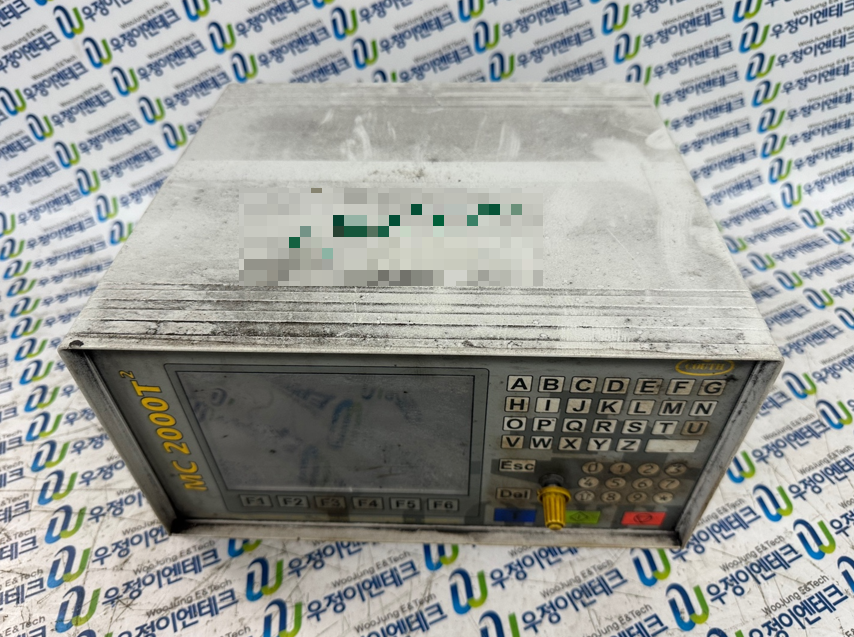 WooJung E&Tech
우정이엔테크
MC 2000T²
A B C D E F G
H I J K L M N
O P Q R S T U
V W X Y Z
Esc
Del
F1 F2 F3 F4 F5 F6